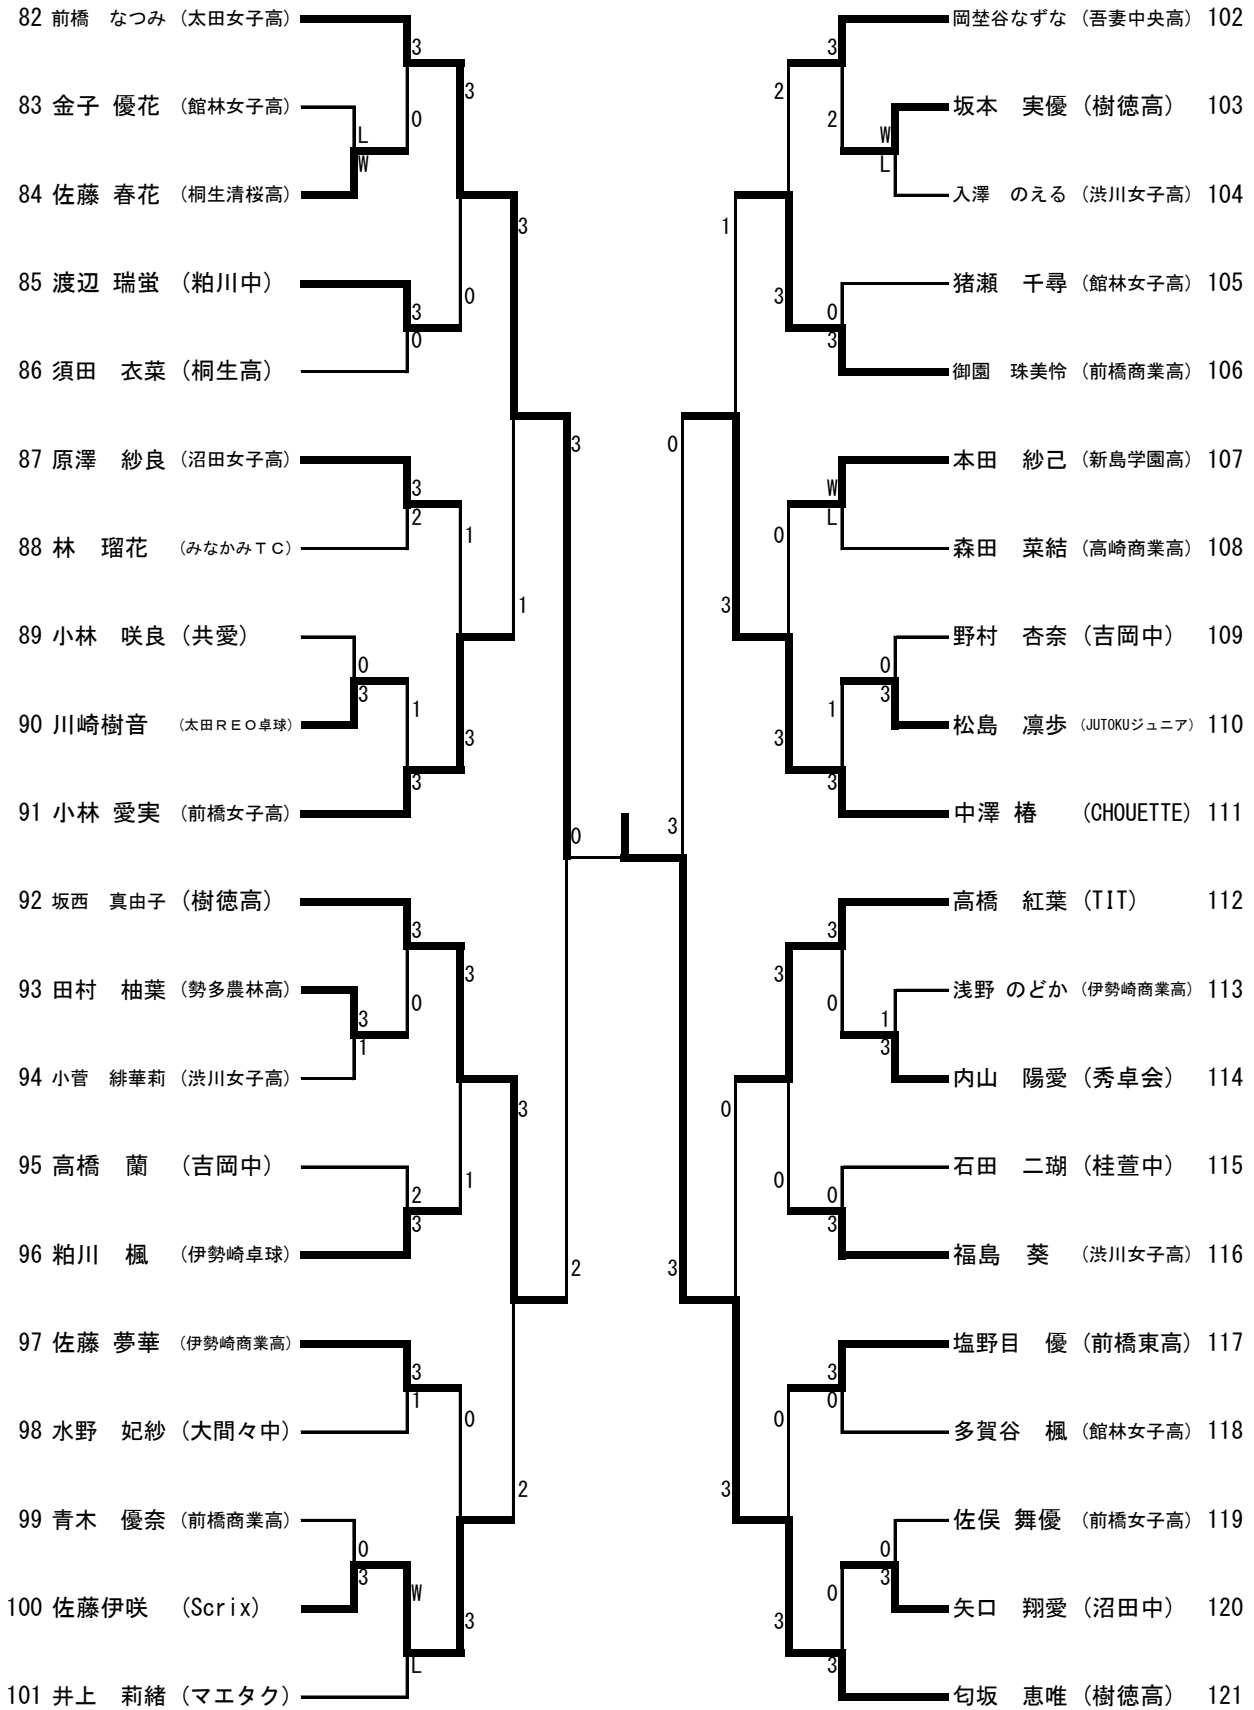 82 前橋　なつみ （太田女子高）
3
3
83 金子 優花 （館林女子高）
0
L
W
84 佐藤 春花 （桐生清桜高）
3
85 渡辺 瑞蛍 （粕川中）
0
3
0
86 須田　衣菜 （桐生高）
3
87 原澤　紗良 （沼田女子高）
3
2
1
88 林　瑠花 （みなかみＴＣ）
1
89 小林　咲良 （共愛）
0
3
1
90 川崎樹音 （太田ＲＥＯ卓球）
3
3
91 小林 愛実 （前橋女子高）
0
92 坂西　真由子 （樹徳高）
3
3
93 田村　柚葉 （勢多農林高）
0
3
1
94 小菅　緋華莉 （渋川女子高）
3
95 高橋　蘭 （吉岡中）
1
2
3
96 粕川　楓 （伊勢崎卓球）
2
97 佐藤 夢華 （伊勢崎商業高）
3
1
0
98 水野　妃紗 （大間々中）
2
99 青木　優奈 （前橋商業高）
0
3
W
100 佐藤伊咲 （Scrix）
3
L
101 井上　莉緒 （マエタク）
岡埜谷なずな （吾妻中央高） 102
3
2
坂本　実優 （樹徳高） 103
2
W
L
入澤　のえる （渋川女子高） 104
1
猪瀬　千尋 （館林女子高） 105
3
0
3
御園　珠美怜 （前橋商業高） 106
0
本田　紗己 （新島学園高） 107
W
L
0
森田　菜結 （高崎商業高） 108
3
野村　杏奈 （吉岡中） 109
0
3
1
松島　凛歩 （JUTOKUジュニア） 110
3
3
中澤 椿 （CHOUETTE） 111
3
高橋　紅葉 （TIT） 112
3
3
浅野 のどか （伊勢崎商業高） 113
0
1
3
内山　陽愛 （秀卓会） 114
0
石田　二瑚 （桂萱中） 115
0
0
3
福島　葵 （渋川女子高） 116
3
塩野目　優 （前橋東高） 117
3
0
0
多賀谷　楓 （館林女子高） 118
3
佐俣 舞優 （前橋女子高） 119
0
3
0
矢口　翔愛 （沼田中） 120
3
3
匂坂　恵唯 （樹徳高） 121